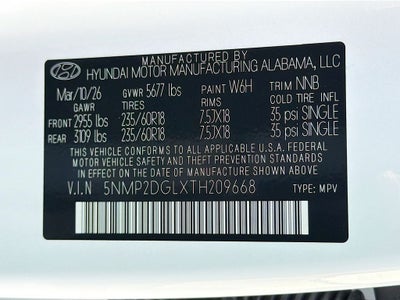 MANUFACTURED BY
HYUNDAI MOTOR MANUFACTURING ALABAMA, LLC
Mar/10/26 GVWR 5677 lbs PAINT W6H TRIM NNB
GAWR TIRES RIMS COLD TIRE INFL
FRONT 2955 lbs 235/60R18 7.5JX18 35 psi SINGLE
REAR 3109 lbs 235/60R18 7.5JX18 35 psi SINGLE
THIS VEHICLE CONFORMS TO ALL APPLICABLE U.S.A FEDERAL
MOTOR VEHICLE SAFETY AND THEFT PREVENTION STANDARDS IN
EFFECT ON THE DATE OF MANUFACTURE SHOWN ABOVE.
V.I.N 5NMP2DGLXTH209668 TYPE: MPV